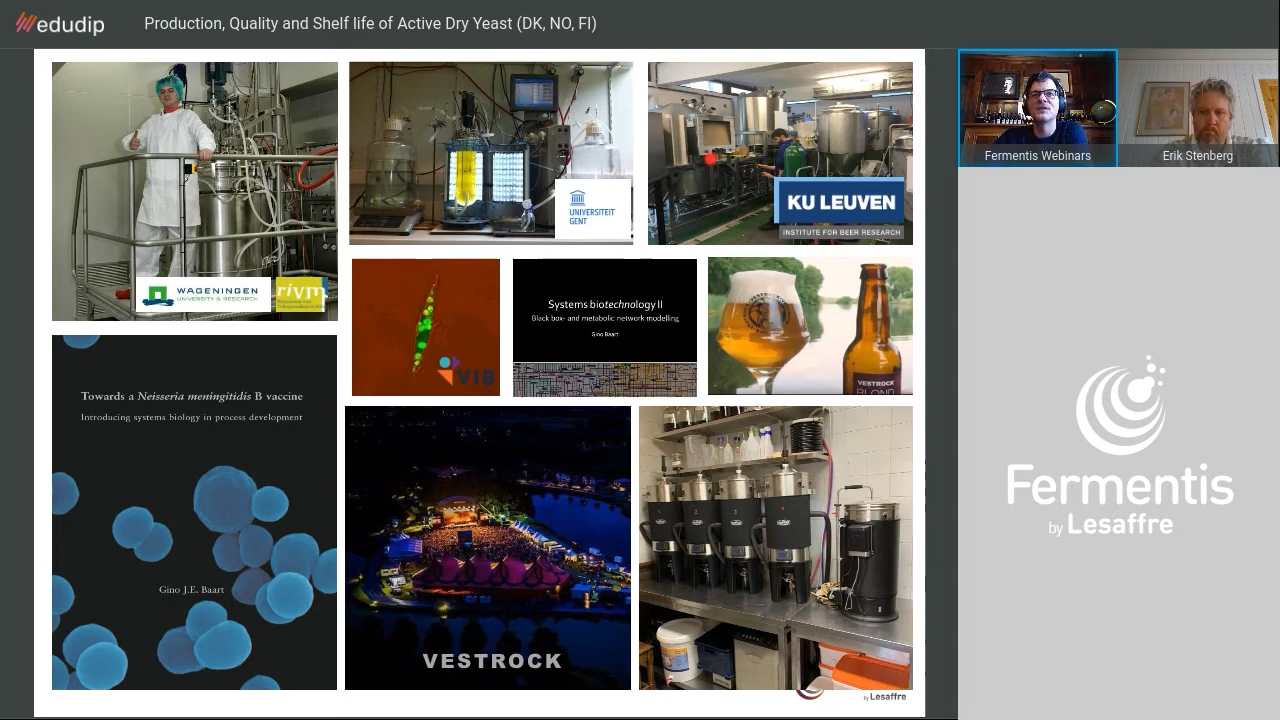 edudip
Production, Quality and Shelf life of Active Dry Yeast (DK, NO, FI)
Fermentis Webinars
Erik Stenberg
WAGENINGEN
UNIVERSITY & RESEARCH
rivm
UNIVERSITEIT
GENT
KU LEUVEN
INSTITUTE FOR BEER RESEARCH
VIB
Systems biotechnology II
Black box- and metabolic network modelling
Gino Baart
VESTROCK
BLOND
Towards a Neisseria meningitidis B vaccine
Introducing systems biology in process development
Gino J.E. Baart
VESTROCK
by Lesaffre
Fermentis
by Lesaffre